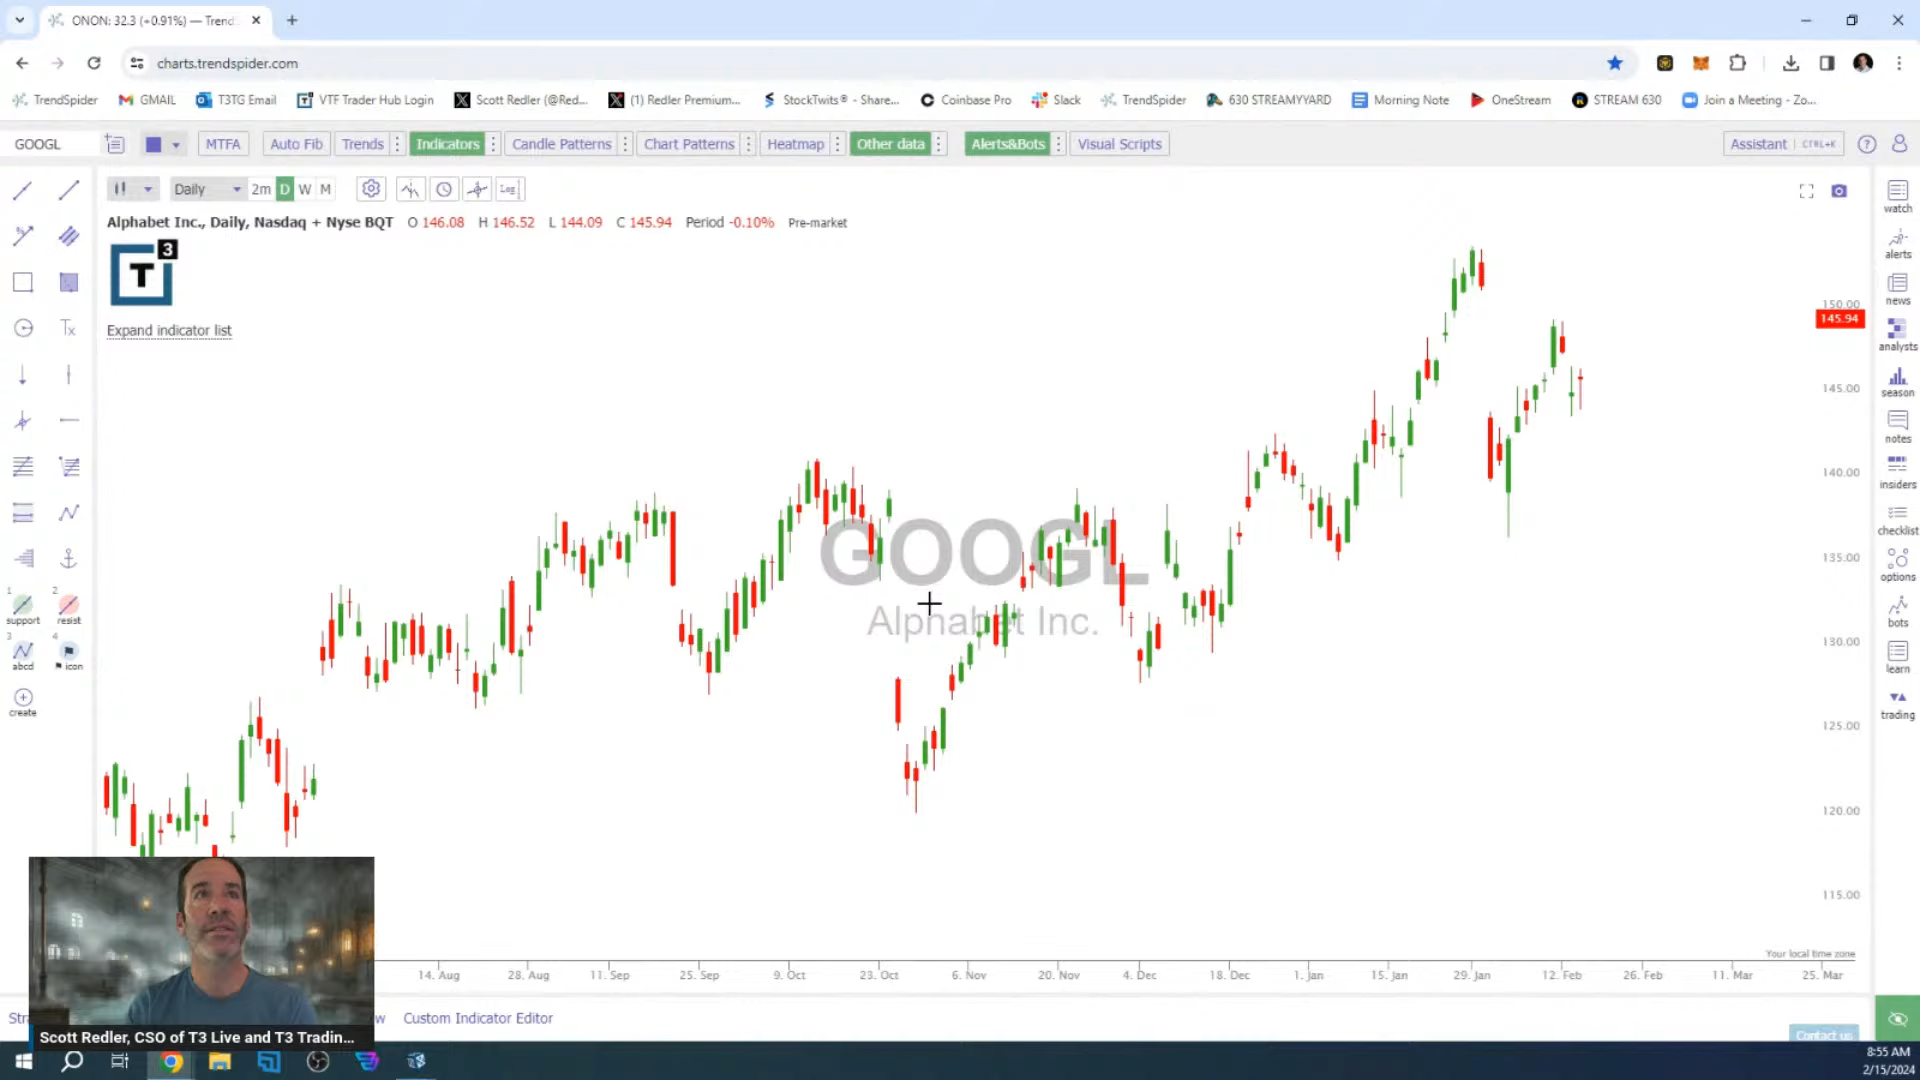 ONON: 32.3 (+0.91%) — Trend
charts.trendspider.com
TrendSpider GMAIL T3TG Email VTF Trader Hub Login Scott Redler (@Red... (1) Redler Premium... StockTwits® - Share... Coinbase Pro Slack TrendSpider 630 STREAMYYARD Morning Note OneStream STREAM 630 Join a Meeting - Zo...
GOOGL MTFA Auto Fib Trends Indicators Candle Patterns Chart Patterns Heatmap Other data Alerts&Bots Visual Scripts Assistant CTRL+K ?
Daily 2m D W M Log
Alphabet Inc., Daily, Nasdaq + Nyse BQT O 146.08 H 146.52 L 144.09 C 145.94 Period -0.10% Pre-market
T 3
Expand indicator list
Tx
1 support
2 resist
3 abcd
4 icon
create
GOOGL
Alphabet Inc.
150.00
145.94
145.00
140.00
135.00
130.00
125.00
120.00
115.00
watch
alerts
news
analysts
season
notes
insiders
checklist
options
bots
learn
trading
Your local time zone
14. Aug 28. Aug 11. Sep 25. Sep 9. Oct 23. Oct 6. Nov 20. Nov 4. Dec 18. Dec 1. Jan 15. Jan 29. Jan 12. Feb 26. Feb 11. Mar 25. Mar
Custom Indicator Editor
Contact us
Scott Redler, CSO of T3 Live and T3 Tradin...
8:55 AM
2/15/2024